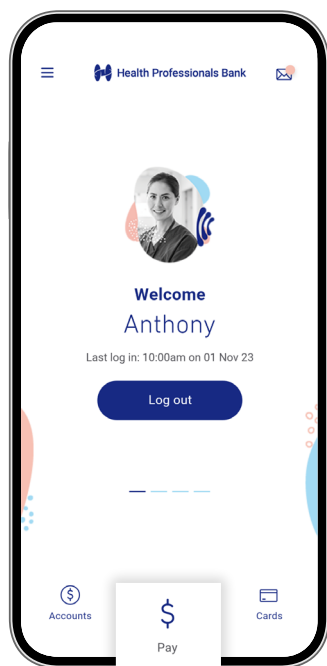 Health Professionals Bank
Welcome
Anthony
Last log in: 10:00am on 01 Nov 23
Log out
$
Accounts
$
Pay
Cards